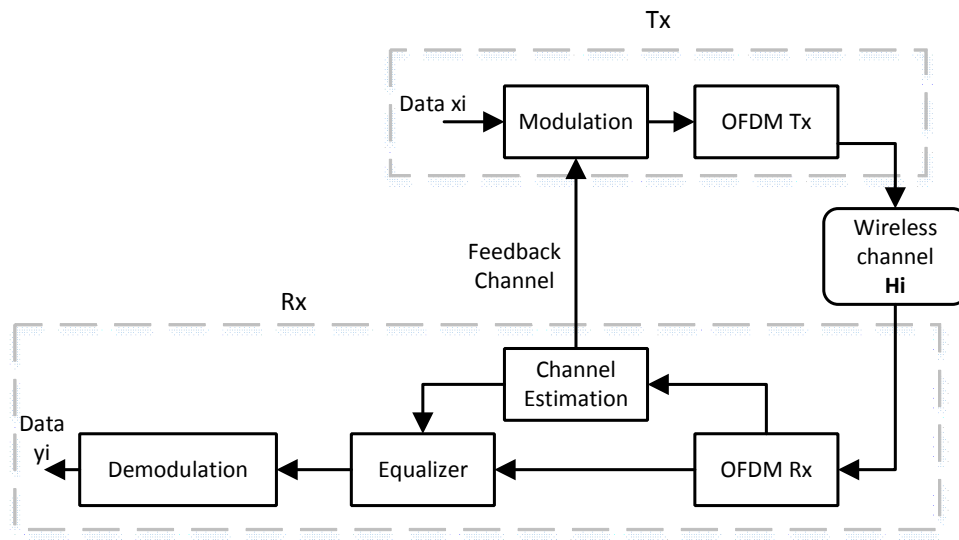 Tx
Data xi
Modulation
OFDM Tx
Wireless
channel
Hi
Feedback
Channel
Rx
Channel
Estimation
Data
yi
Demodulation
Equalizer
OFDM Rx